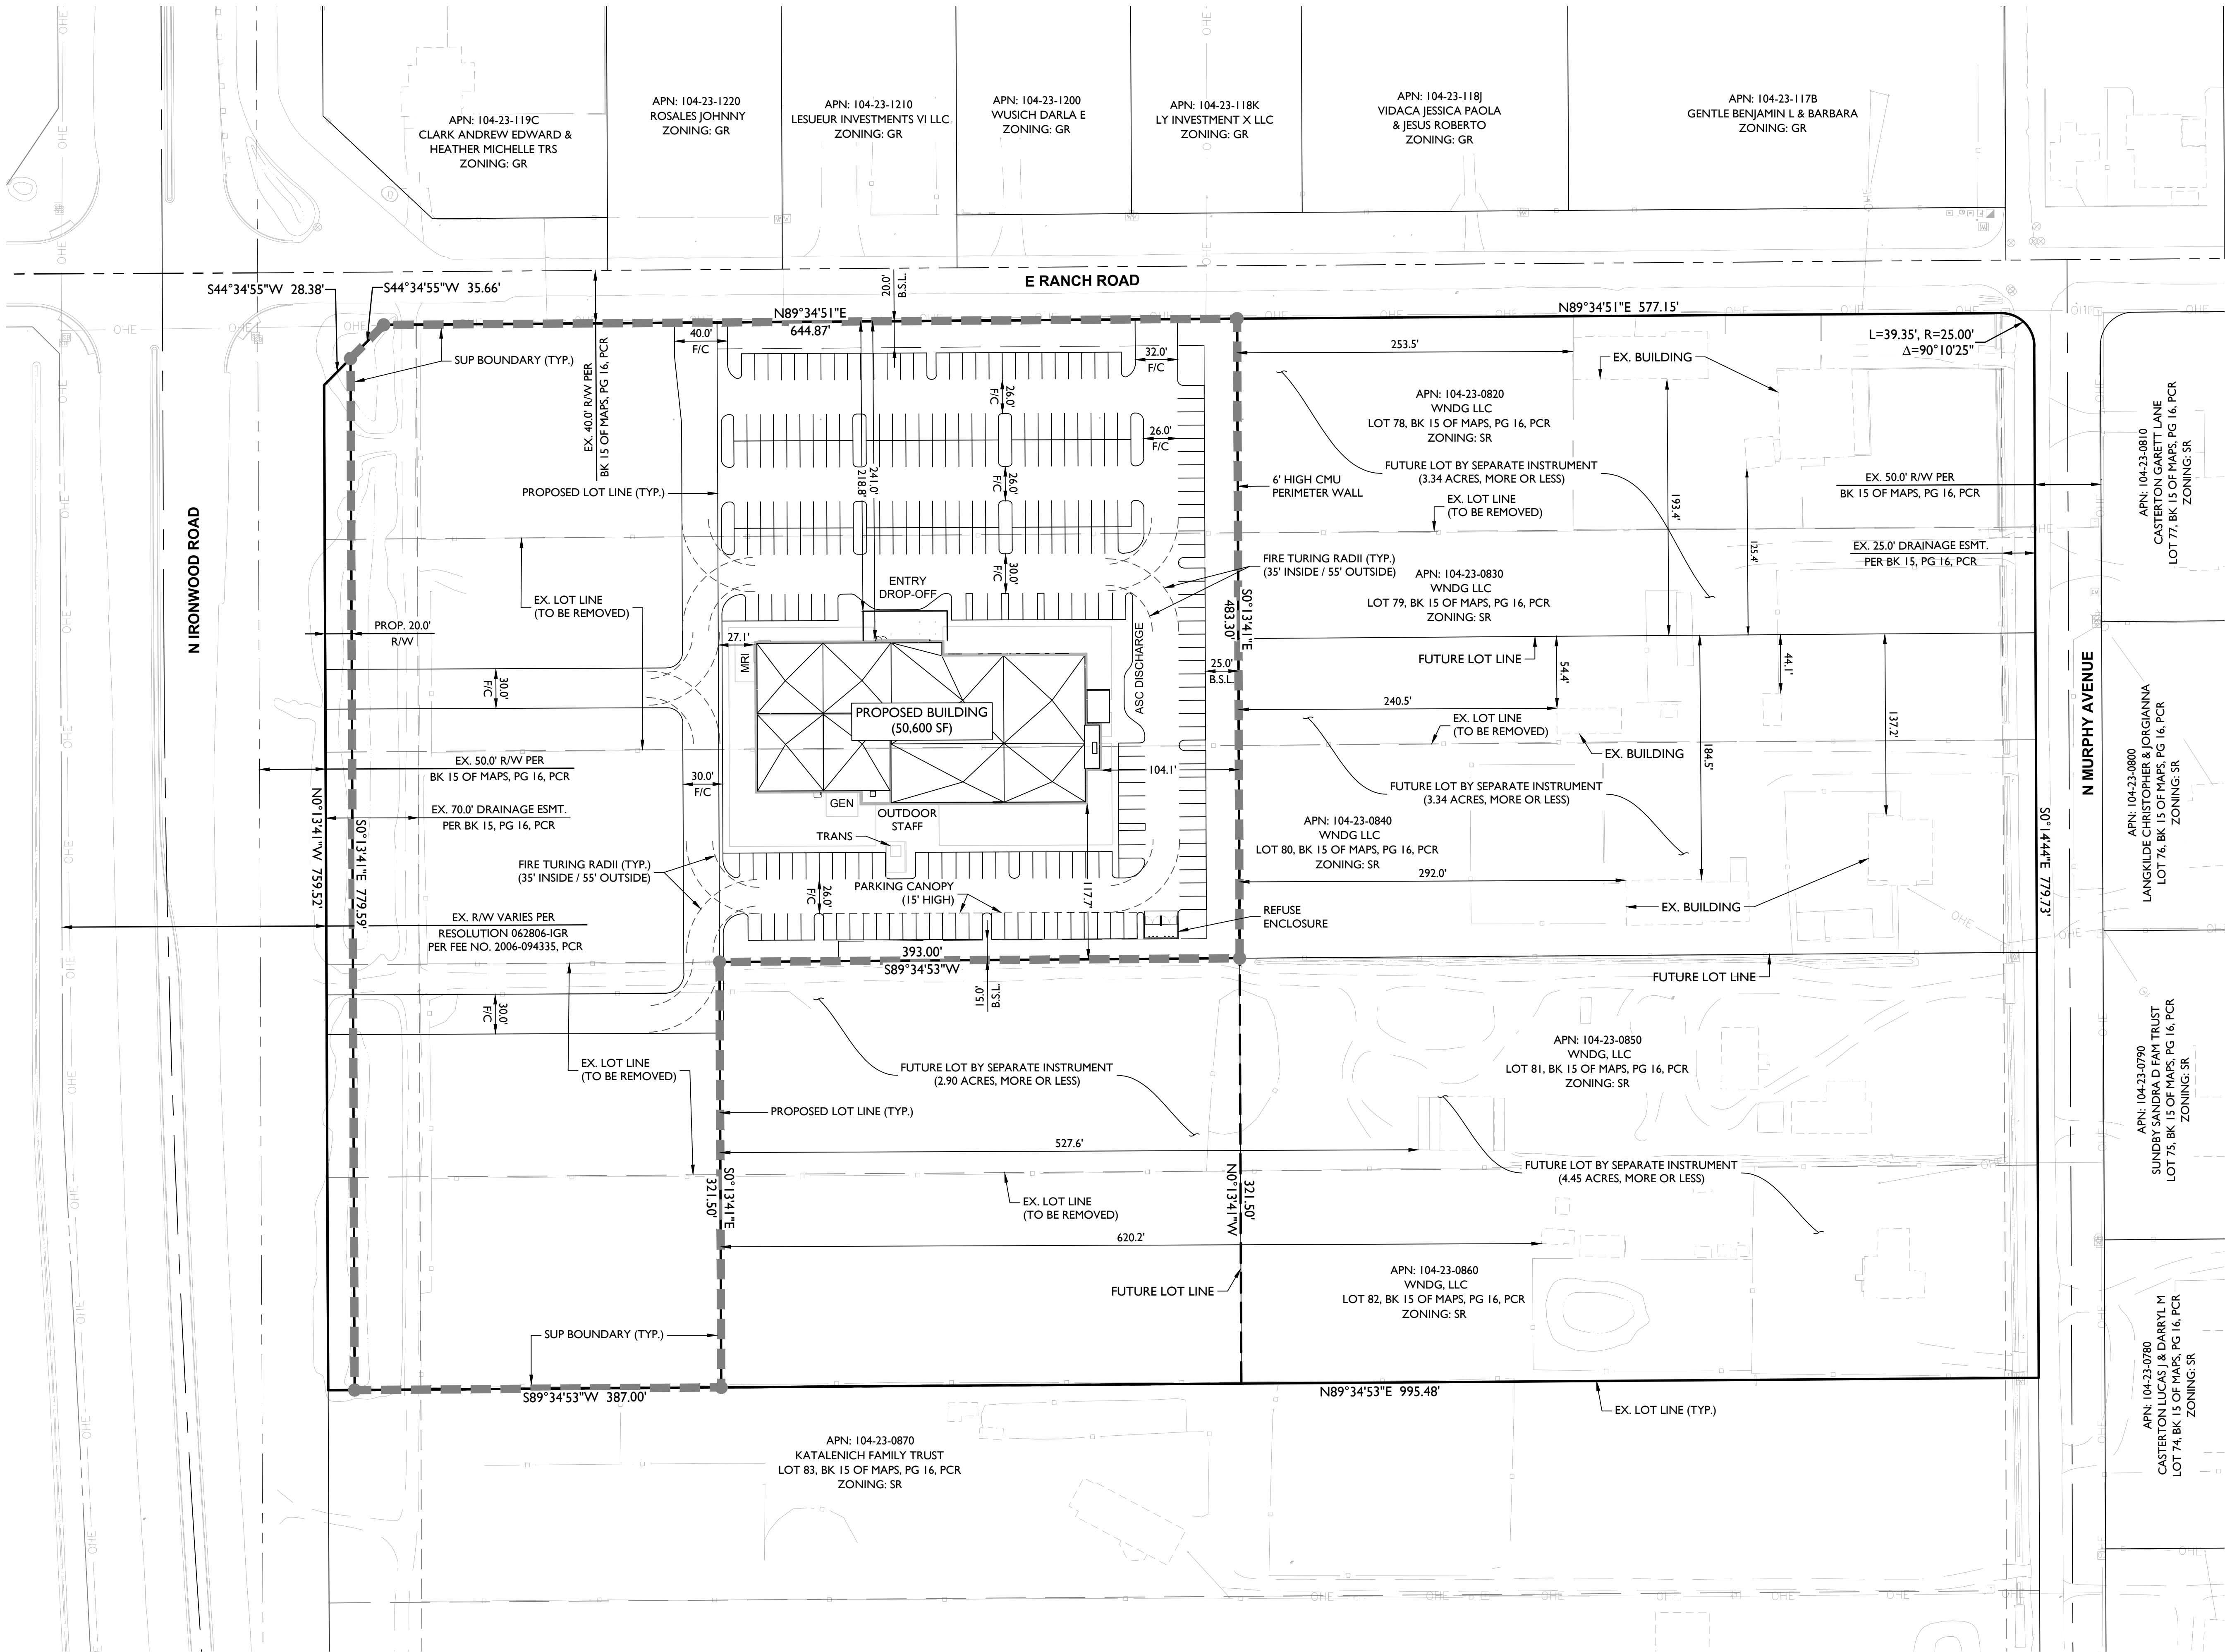 APN: 104-23-119C
CLARK ANDREW EDWARD &
HEATHER MICHELLE TRS
ZONING: GR
APN: 104-23-1220
ROSALES JOHNNY
ZONING: GR
APN: 104-23-1210
LESUEUR INVESTMENTS VI LLC
ZONING: GR
APN: 104-23-1200
WUSICH DARLA E
ZONING: GR
APN: 104-23-118K
LY INVESTMENT X LLC
ZONING: GR
APN: 104-23-118J
VIDACA JESSICA PAOLA
& JESUS ROBERTO
ZONING: GR
APN: 104-23-117B
GENTLE BENJAMIN L & BARBARA
ZONING: GR
E RANCH ROAD
S44°34'55"W 28.38'
S44°34'55"W 35.66'
N89°34'51"E
644.87'
20.0'
B.S.L.
N89°34'51"E 577.15'
L=39.35', R=25.00'
Δ=90°10'25"
SUP BOUNDARY (TYP.)
EX. 40.0' R/W PER
BK 15 OF MAPS, PG 16, PCR
40.0'
F/C
32.0'
F/C
26.0'
F/C
26.0'
F/C
26.0'
F/C
30.0'
F/C
241.0'
218.8'
253.5'
EX. BUILDING
APN: 104-23-0820
WNDG LLC
LOT 78, BK 15 OF MAPS, PG 16, PCR
ZONING: SR
FUTURE LOT BY SEPARATE INSTRUMENT
(3.34 ACRES, MORE OR LESS)
6' HIGH CMU
PERIMETER WALL
EX. LOT LINE
(TO BE REMOVED)
193.4'
125.4'
EX. 50.0' R/W PER
BK 15 OF MAPS, PG 16, PCR
EX. 25.0' DRAINAGE ESMT.
PER BK 15, PG 16, PCR
APN: 104-23-0810
CASTERTON GARETT LANE
LOT 77, BK 15 OF MAPS, PG 16, PCR
ZONING: SR
PROPOSED LOT LINE (TYP.)
N IRONWOOD ROAD
EX. LOT LINE
(TO BE REMOVED)
PROP. 20.0'
R/W
ENTRY
DROP-OFF
FIRE TURING RADII (TYP.)
(35' INSIDE / 55' OUTSIDE)
APN: 104-23-0830
WNDG LLC
LOT 79, BK 15 OF MAPS, PG 16, PCR
ZONING: SR
S0°13'41"E
483.30'
27.1'
MRI
ASC DISCHARGE
25.0'
B.S.L.
FUTURE LOT LINE
54.4'
44.1'
137.2'
184.5'
240.5'
30.0'
F/C
PROPOSED BUILDING
(50,600 SF)
EX. LOT LINE
(TO BE REMOVED)
EX. BUILDING
N MURPHY AVENUE
APN: 104-23-0800
LANGKILDE CHRISTOPHER & JORGIANNA
LOT 76, BK 15 OF MAPS, PG 16, PCR
ZONING: SR
EX. 50.0' R/W PER
BK 15 OF MAPS, PG 16, PCR
30.0'
F/C
104.1'
EX. 70.0' DRAINAGE ESMT.
PER BK 15, PG 16, PCR
GEN
OUTDOOR
STAFF
TRANS
FUTURE LOT BY SEPARATE INSTRUMENT
(3.34 ACRES, MORE OR LESS)
APN: 104-23-0840
WNDG LLC
LOT 80, BK 15 OF MAPS, PG 16, PCR
ZONING: SR
N0°13'41"W 759.52'
S0°13'41"E 779.59'
S0°14'44"E 779.73'
FIRE TURING RADII (TYP.)
(35' INSIDE / 55' OUTSIDE)
26.0'
F/C
PARKING CANOPY
(15' HIGH)
117.7'
292.0'
EX. BUILDING
REFUSE
ENCLOSURE
EX. R/W VARIES PER
RESOLUTION 062806-IGR
PER FEE NO. 2006-094335, PCR
393.00'
S89°34'53"W
15.0'
B.S.L.
FUTURE LOT LINE
30.0'
F/C
EX. LOT LINE
(TO BE REMOVED)
FUTURE LOT BY SEPARATE INSTRUMENT
(2.90 ACRES, MORE OR LESS)
APN: 104-23-0850
WNDG, LLC
LOT 81, BK 15 OF MAPS, PG 16, PCR
ZONING: SR
APN: 104-23-0790
SUNDBY SANDRA D FAM TRUST
LOT 75, BK 15 OF MAPS, PG 16, PCR
ZONING: SR
PROPOSED LOT LINE (TYP.)
527.6'
S0°13'41"E
321.50'
N0°13'41"W
321.50'
FUTURE LOT BY SEPARATE INSTRUMENT
(4.45 ACRES, MORE OR LESS)
EX. LOT LINE
(TO BE REMOVED)
620.2'
FUTURE LOT LINE
APN: 104-23-0860
WNDG, LLC
LOT 82, BK 15 OF MAPS, PG 16, PCR
ZONING: SR
SUP BOUNDARY (TYP.)
S89°34'53"W 387.00'
N89°34'53"E 995.48'
EX. LOT LINE (TYP.)
APN: 104-23-0780
CASTERTON LUCAS J & DARRYL M
LOT 74, BK 15 OF MAPS, PG 16, PCR
ZONING: SR
APN: 104-23-0870
KATALENICH FAMILY TRUST
LOT 83, BK 15 OF MAPS, PG 16, PCR
ZONING: SR